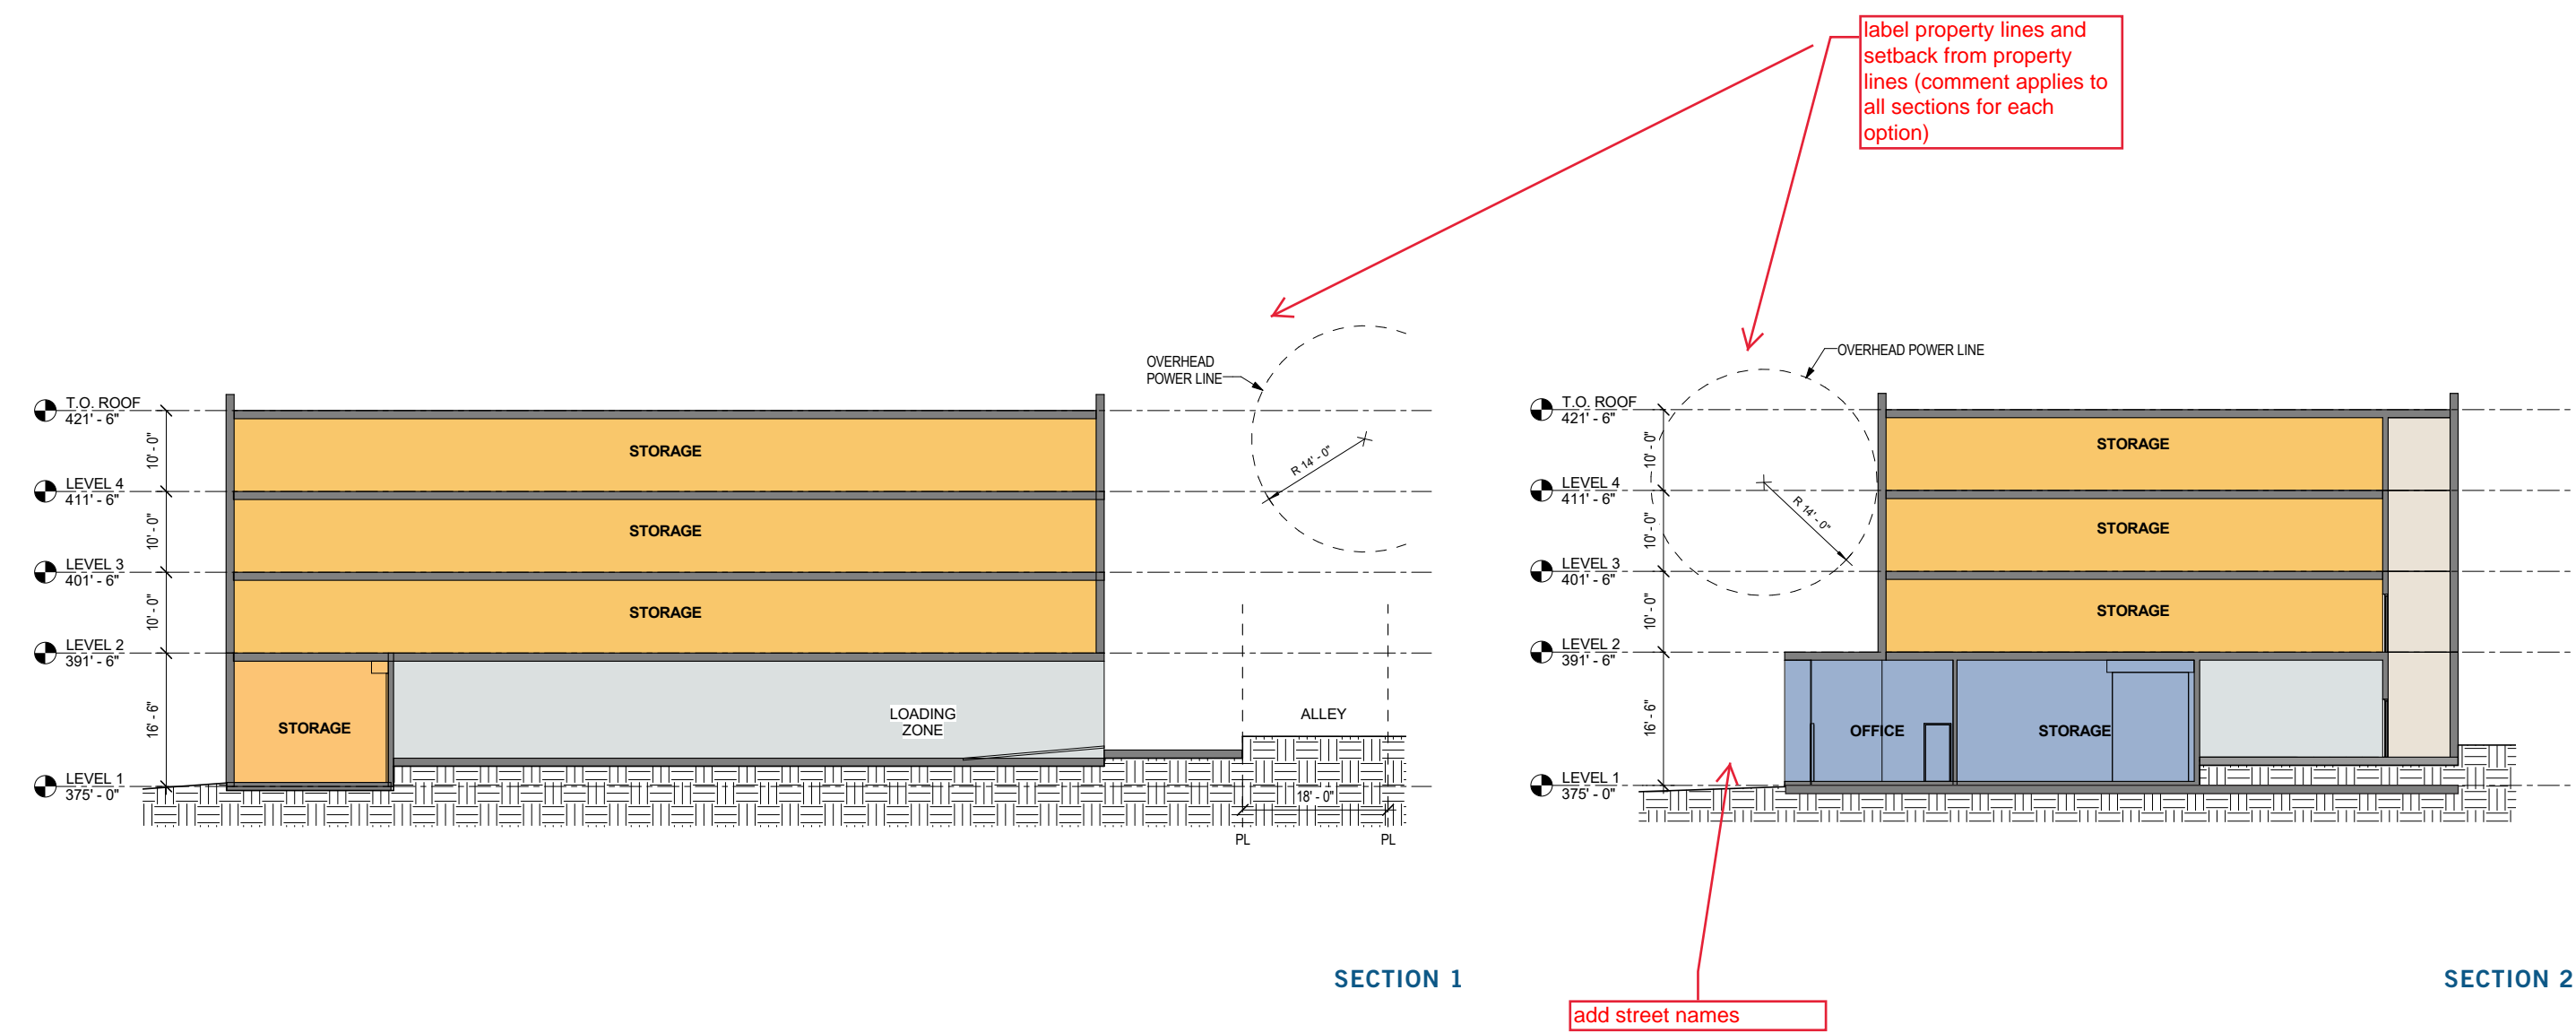 label property lines and
setback from property
lines (comment applies to
all sections for each
option)
OVERHEAD
POWER LINE
T.O. ROOF
421' - 6"
10' - 0"
STORAGE
R 14' - 0"
LEVEL 4
411' - 6"
10' - 0"
STORAGE
LEVEL 3
401' - 6"
10' - 0"
STORAGE
LEVEL 2
391' - 6"
16' - 6"
STORAGE
LOADING
ZONE
ALLEY
LEVEL 1
375' - 0"
18' - 0"
PL
PL
SECTION 1
OVERHEAD POWER LINE
T.O. ROOF
421' - 6"
10' - 0"
STORAGE
LEVEL 4
411' - 6"
R 14' - 0"
10' - 0"
STORAGE
LEVEL 3
401' - 6"
10' - 0"
STORAGE
LEVEL 2
391' - 6"
16' - 6"
OFFICE
STORAGE
LEVEL 1
375' - 0"
SECTION 2
add street names